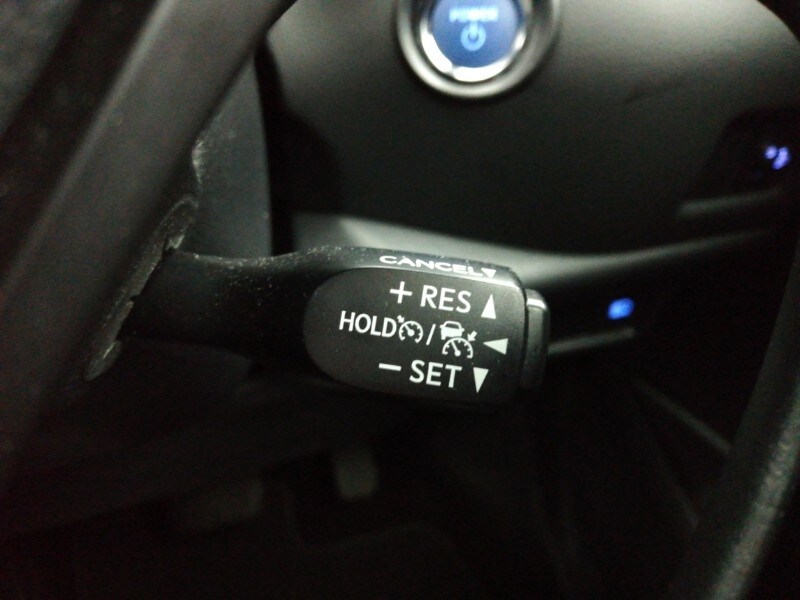 POWER
CANCEL▼
+ RES ▲
HOLD / ◀
− SET ▼